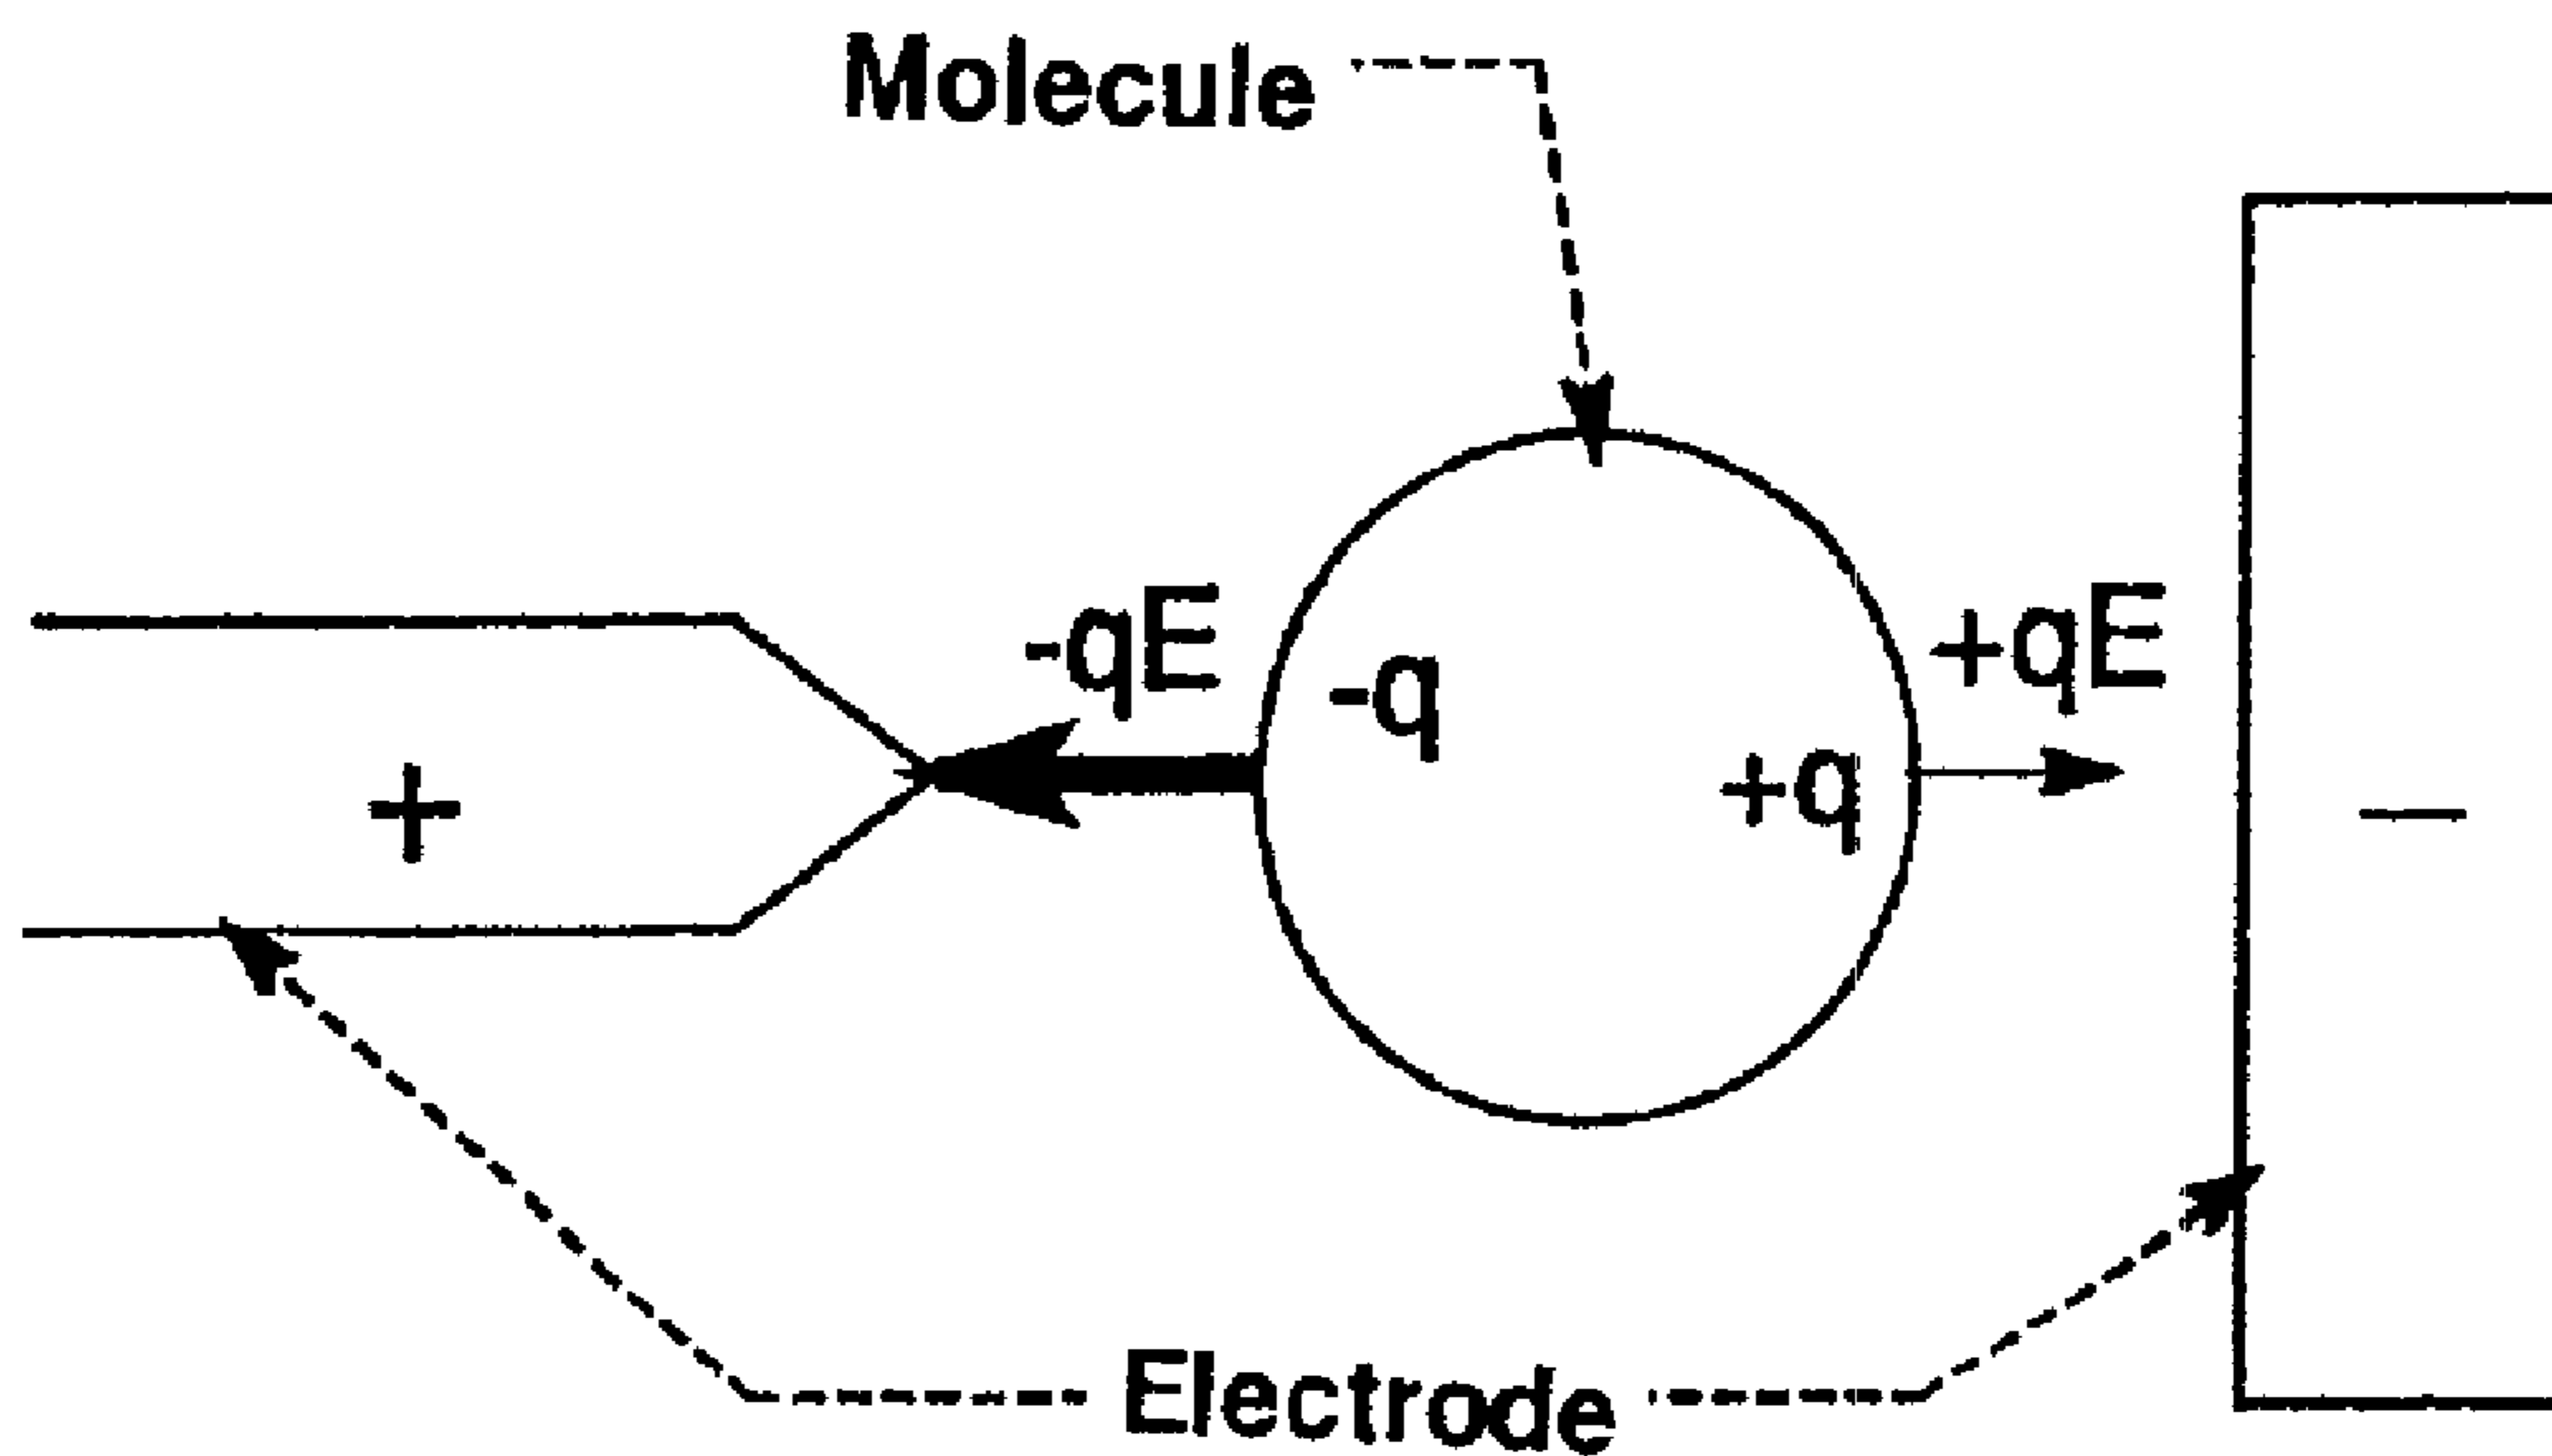 Molecule
-qE
+qE
-q
+q
+
−
Electrode